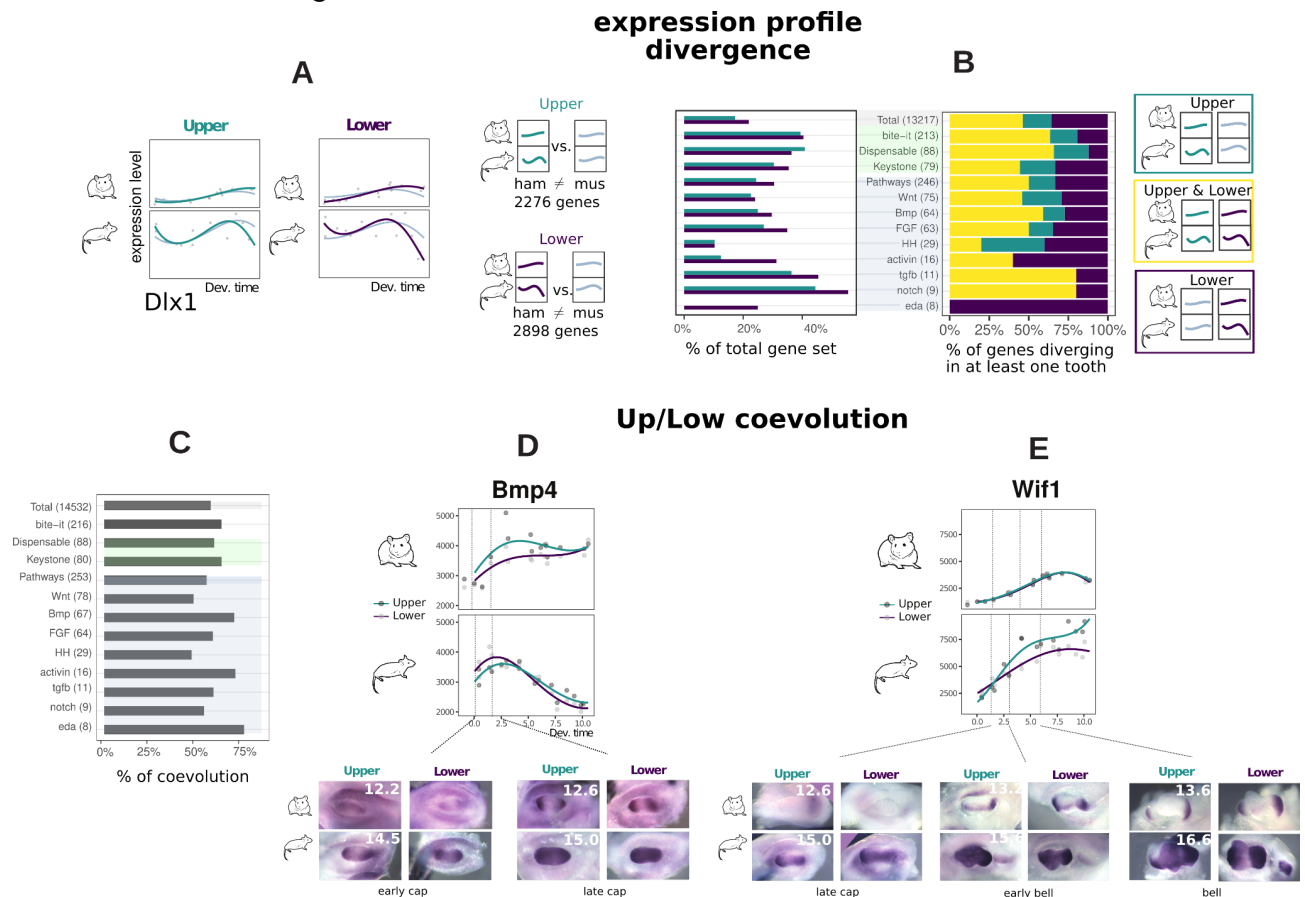 expression profile
divergence
A
B
Upper
Lower
expression level
Dev. time
Dev. time
Dlx1
Upper
vs.
ham ≠ mus
2276 genes
Lower
vs.
ham ≠ mus
2898 genes
Total (13217)
bite−it (213)
Dispensable (88)
Keystone (79)
Pathways (246)
Wnt (75)
Bmp (64)
FGF (63)
HH (29)
activin (16)
tgfb (11)
notch (9)
eda (8)
0% 20% 40%
% of total gene set
0% 25% 50% 75% 100%
% of genes diverging
in at least one tooth
Upper
Upper & Lower
Lower
Up/Low coevolution
C
D
E
Total (14532)
bite−it (216)
Dispensable (88)
Keystone (80)
Pathways (253)
Wnt (78)
Bmp (67)
FGF (64)
HH (29)
activin (16)
tgfb (11)
notch (9)
eda (8)
0% 25% 50% 75%
% of coevolution
Bmp4
5000
4000
3000
2000
Upper
Lower
5000
4000
3000
2000
0.0 2.5 5.0 7.5 10.0
Dev. time
Wif1
7500
5000
2500
Upper
Lower
7500
5000
2500
0.0 2.5 5.0 7.5 10.0
Upper Lower Upper Lower
12.2 12.6
14.5 15.0
early cap late cap
Upper Lower Upper Lower Upper Lower
12.6 13.2 13.6
15.0 16.6
late cap early bell bell